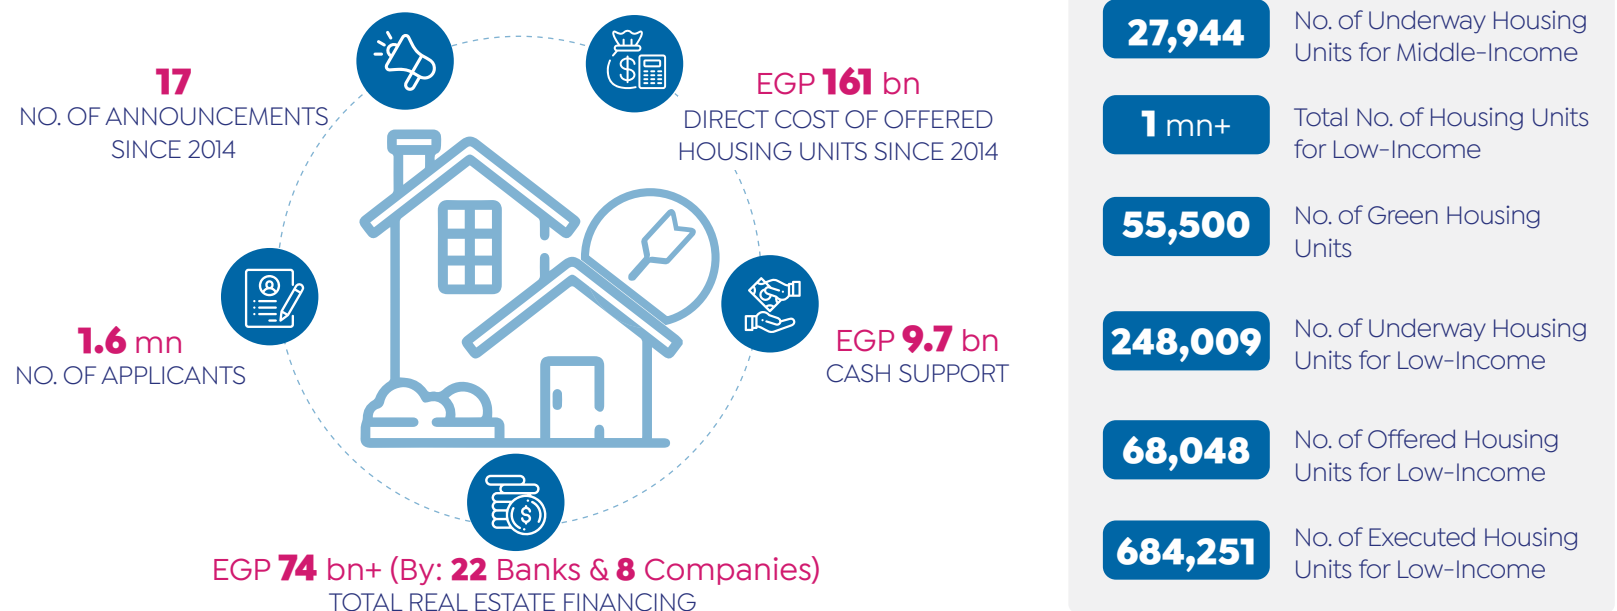 17
NO. OF ANNOUNCEMENTS
SINCE 2014
EGP 161 bn
DIRECT COST OF OFFERED
HOUSING UNITS SINCE 2014
1.6 mn
NO. OF APPLICANTS
EGP 9.7 bn
CASH SUPPORT
EGP 74 bn+ (By: 22 Banks & 8 Companies)
TOTAL REAL ESTATE FINANCING
27,944
No. of Underway Housing
Units for Middle-Income
1 mn+
Total No. of Housing Units
for Low-Income
55,500
No. of Green Housing
Units
248,009
No. of Underway Housing
Units for Low-Income
68,048
No. of Offered Housing
Units for Low-Income
684,251
No. of Executed Housing
Units for Low-Income